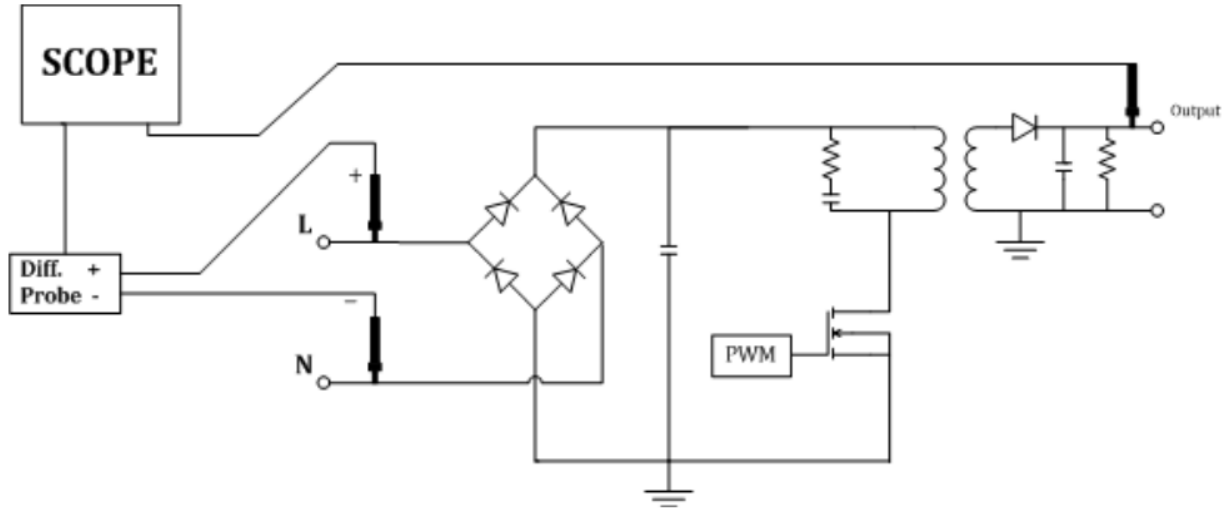 SCOPE
Output
+
L
Diff. +
Probe -
−
N
PWM